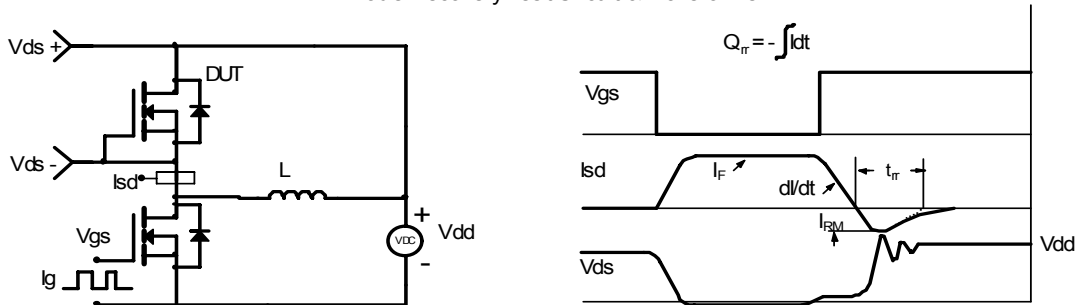 Vds +
DUT
Vds -
Isd
L
Vgs
Ig
+
VDC
-
Vdd
Qrr = - ∫Idt
Vgs
Isd
IF
dI/dt
trr
IRM
Vds
Vdd